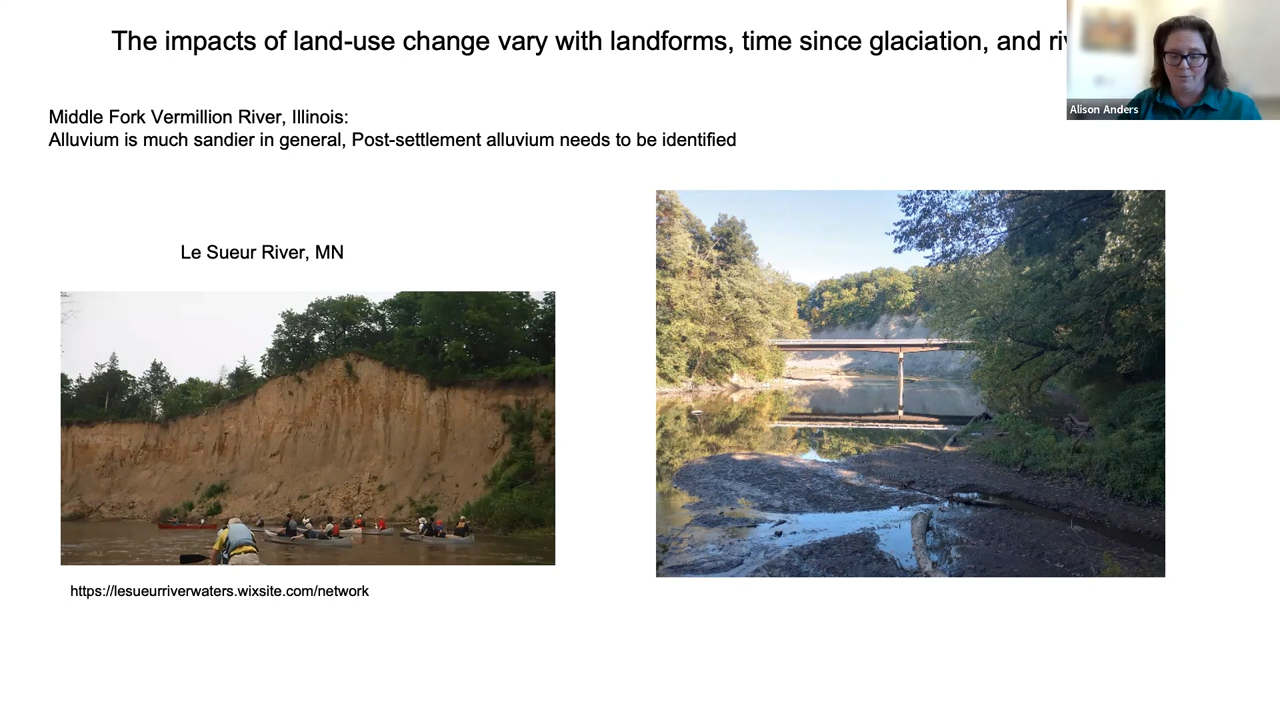 The impacts of land-use change vary with landforms, time since glaciation, and
Alison Anders
Middle Fork Vermillion River, Illinois:
Alluvium is much sandier in general, Post-settlement alluvium needs to be identified
Le Sueur River, MN
https://lesueurriverwaters.wixsite.com/network